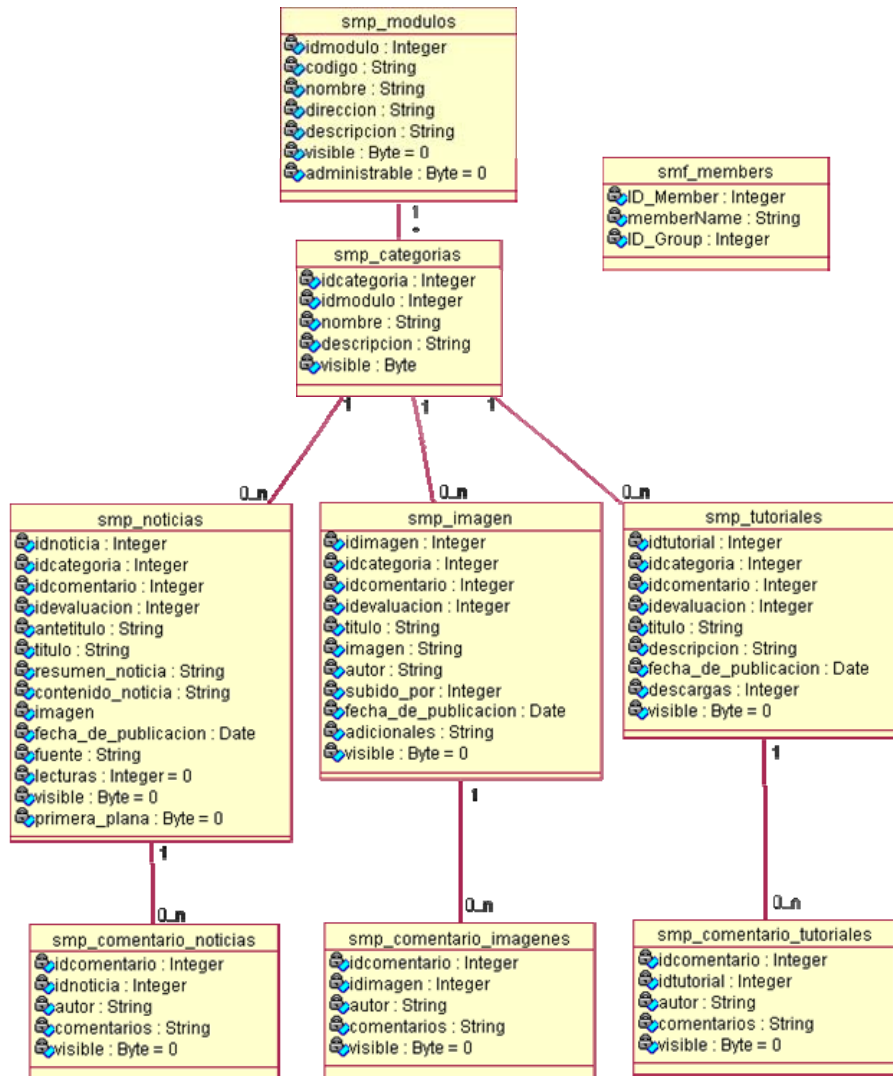 smp_modulos
idmodulo : Integer
codigo : String
nombre : String
direccion : String
descripcion : String
visible : Byte = 0
administrable : Byte = 0
smf_members
ID_Member : Integer
memberName : String
ID_Group : Integer
1
*
smp_categorias
idcategoria : Integer
idmodulo : Integer
nombre : String
descripcion : String
visible : Byte
1
1
1
0..n
0..n
0..n
smp_noticias
idnoticia : Integer
idcategoria : Integer
idcomentario : Integer
idevaluacion : Integer
antetitulo : String
titulo : String
resumen_noticia : String
contenido_noticia : String
imagen
fecha_de_publicacion : Date
fuente : String
lecturas : Integer = 0
visible : Byte = 0
primera_plana : Byte = 0
smp_imagen
idimagen : Integer
idcategoria : Integer
idcomentario : Integer
idevaluacion : Integer
titulo : String
imagen : String
autor : String
subido_por : Integer
fecha_de_publicacion : Date
adicionales : String
visible : Byte = 0
smp_tutoriales
idtutorial : Integer
idcategoria : Integer
idcomentario : Integer
idevaluacion : Integer
titulo : String
descripcion : String
fecha_de_publicacion : Date
descargas : Integer
visible : Byte = 0
1
1
1
0..n
0..n
0..n
smp_comentario_noticias
idcomentario : Integer
idnoticia : Integer
autor : String
comentarios : String
visible : Byte = 0
smp_comentario_imagenes
idcomentario : Integer
idimagen : Integer
autor : String
comentarios : String
visible : Byte = 0
smp_comentario_tutoriales
idcomentario : Integer
idtutorial : Integer
autor : String
comentarios : String
visible : Byte = 0